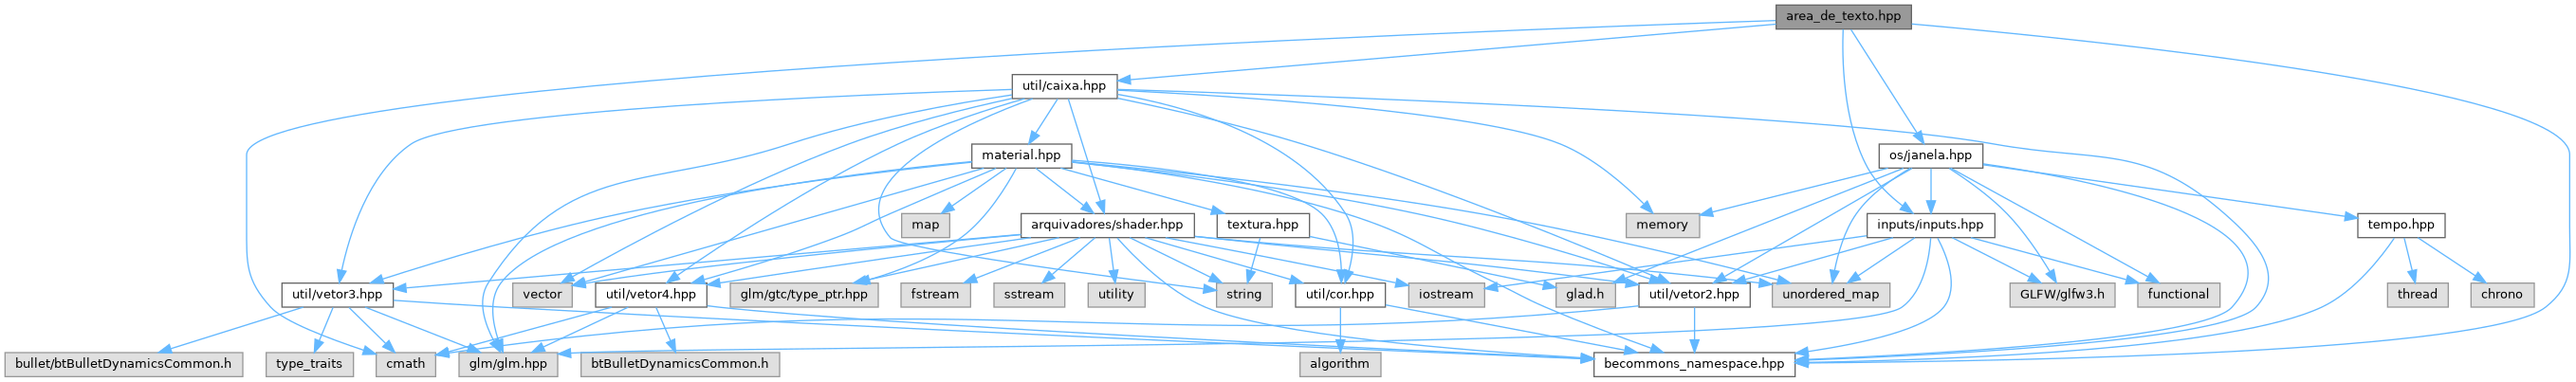 area_de_texto.hpp
util/caixa.hpp
material.hpp
os/janela.hpp
map
arquivadores/shader.hpp
textura.hpp
memory
inputs/inputs.hpp
tempo.hpp
util/vetor3.hpp
vector
util/vetor4.hpp
glm/gtc/type_ptr.hpp
fstream
sstream
utility
string
util/cor.hpp
iostream
glad.h
util/vetor2.hpp
unordered_map
GLFW/glfw3.h
functional
thread
chrono
bullet/btBulletDynamicsCommon.h
type_traits
cmath
glm/glm.hpp
btBulletDynamicsCommon.h
algorithm
becommons_namespace.hpp